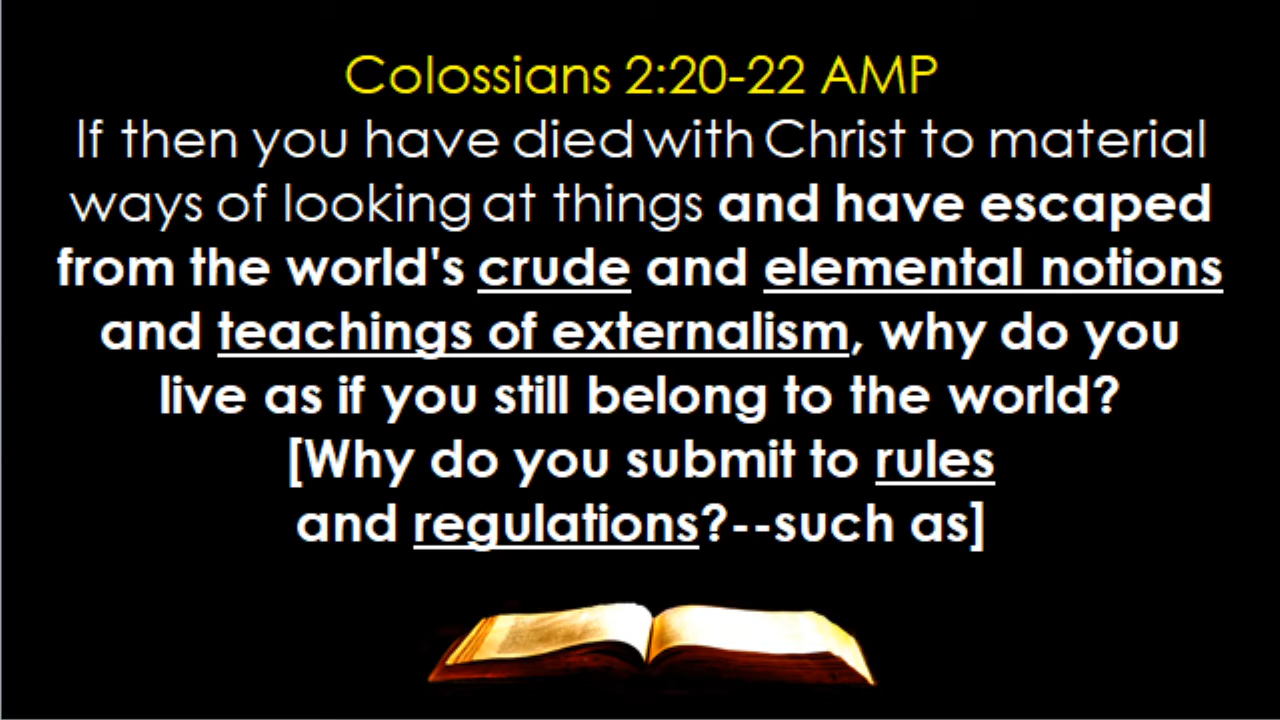 Colossians 2:20-22 AMP
If then you have died with Christ to material
ways of looking at things and have escaped
from the world's crude and elemental notions
and teachings of externalism, why do you
live as if you still belong to the world?
[Why do you submit to rules
and regulations?--such as]